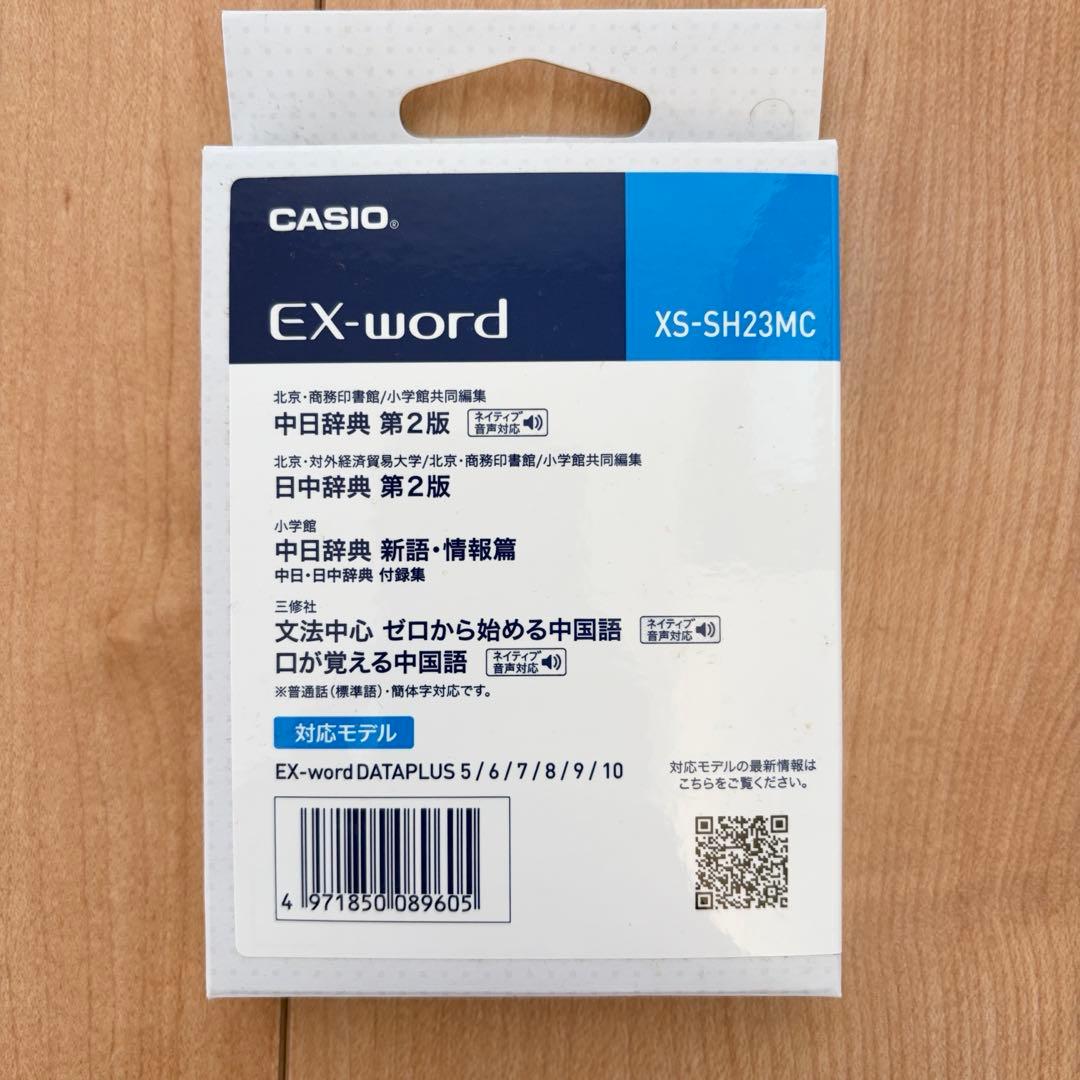 CASIO®
EX-word
XS-SH23MC
北京・商務印書館/小学館共同編集
中日辞典 第2版 ネイティブ音声対応
北京・対外経済貿易大学/北京・商務印書館/小学館共同編集
日中辞典 第2版
小学館
中日辞典 新語・情報篇
中日・日中辞典 付録集
三修社
文法中心 ゼロから始める中国語 ネイティブ音声対応
口が覚える中国語 ネイティブ音声対応
※普通話(標準語)・簡体字対応です。
対応モデル
EX-word DATAPLUS 5/6/7/8/9/10
対応モデルの最新情報は
こちらをご覧ください。
4 971850 089605